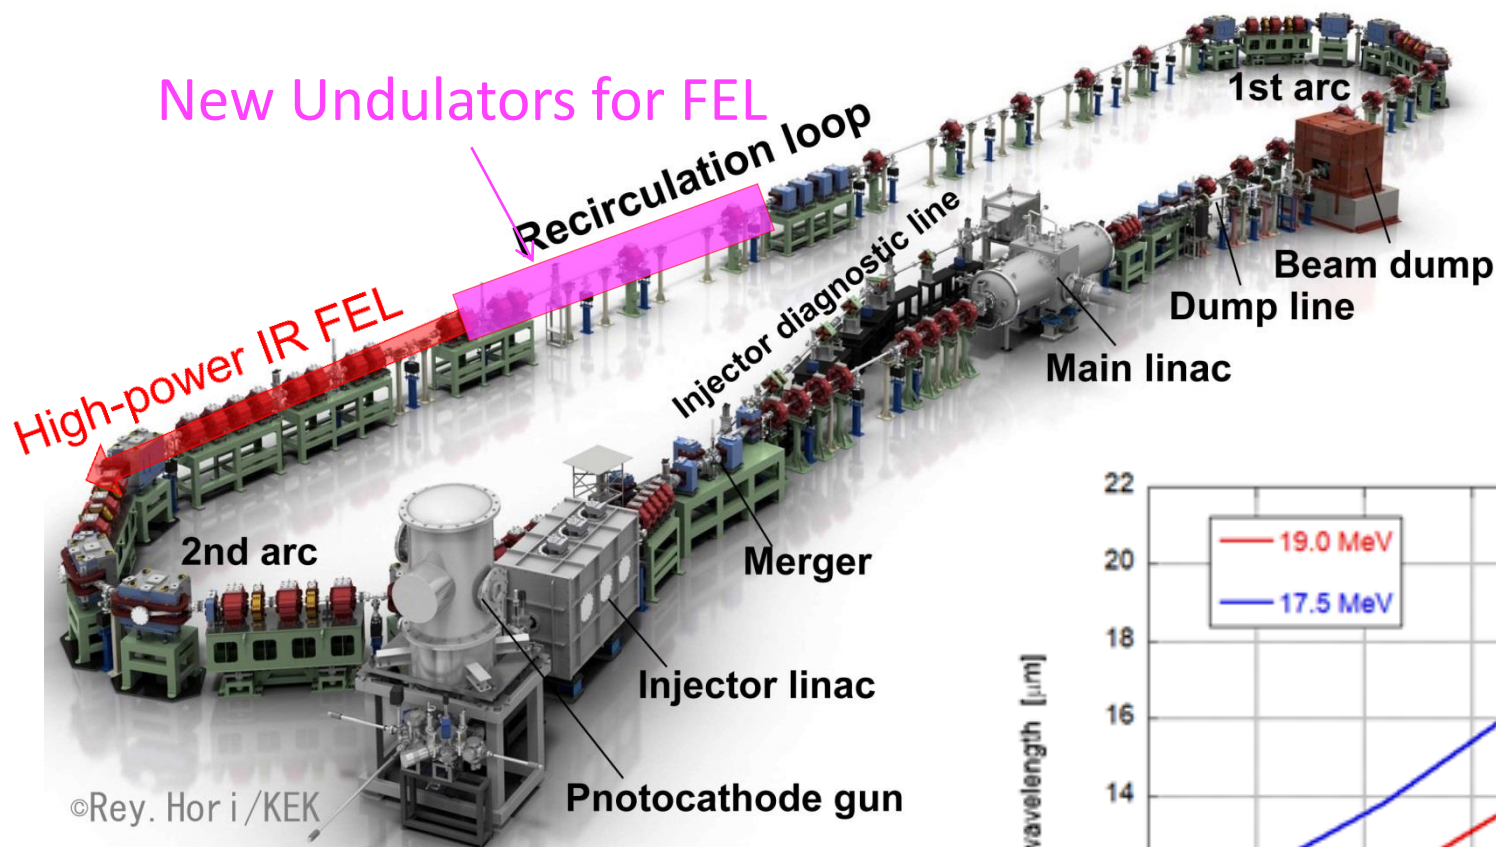 New Undulators for FEL
1st arc
Recirulation loop
Injector diagnostic line
Beam dump
Dump line
Main linac
High-power IR FEL
2nd arc
Merger
Injector linac
Pnotocathode gun
©Rey. Hori/KEK
22
20
18
16
14
19.0 MeV
17.5 MeV
wavelength [μm]